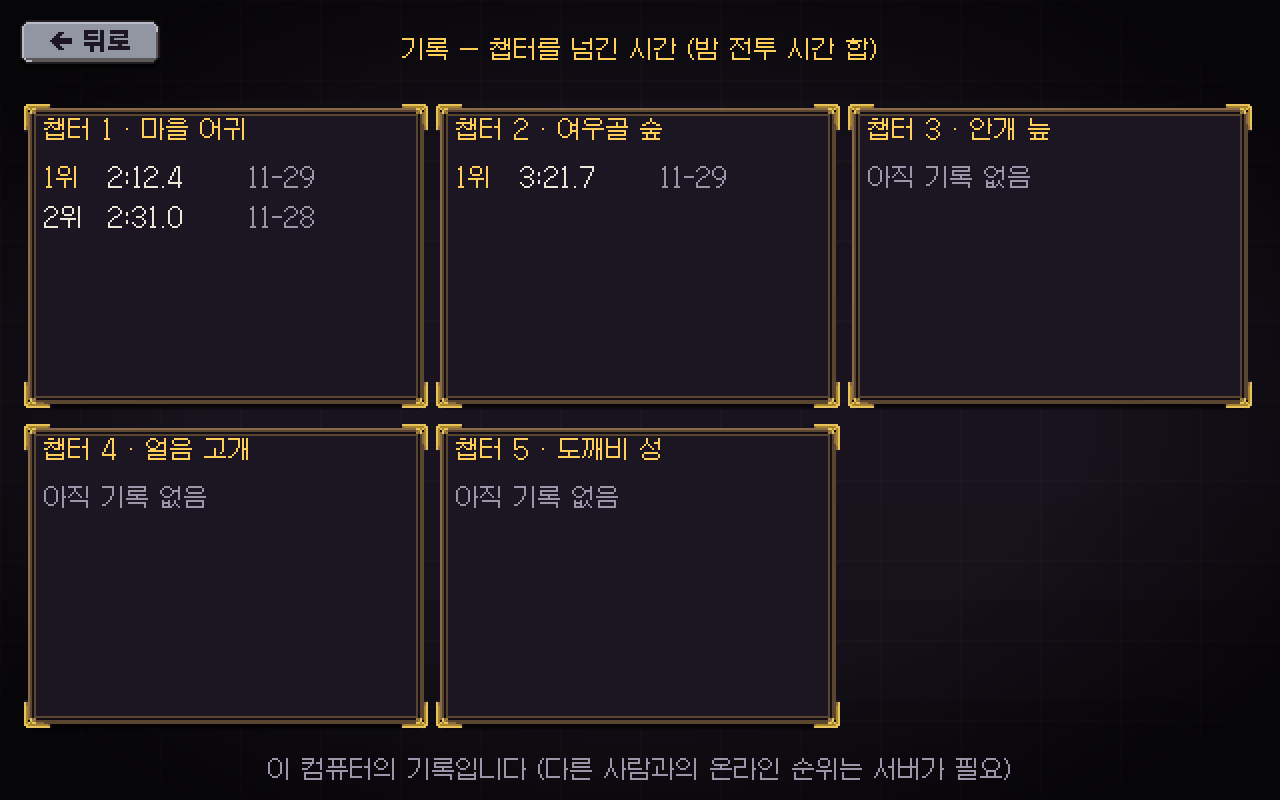 ← 뒤로
기록 – 챕터를 넘긴 시간 (밤 전투 시간 합)
챕터 1 · 마을 어귀
1위 2:12.4 11-29
2위 2:31.0 11-28
챕터 2 · 여우골 숲
1위 3:21.7 11-29
챕터 3 · 안개 늪
아직 기록 없음
챕터 4 · 얼음 고개
아직 기록 없음
챕터 5 · 도깨비 성
아직 기록 없음
이 컴퓨터의 기록입니다 (다른 사람과의 온라인 순위는 서버가 필요)